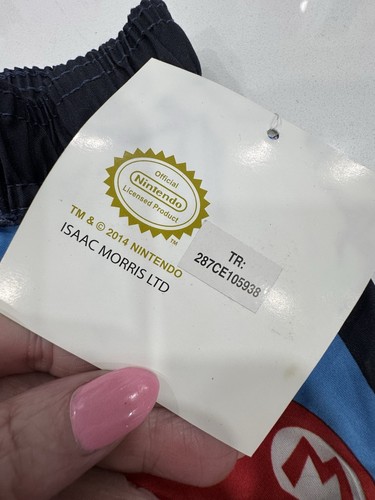 Official
Nintendo
Licensed Product
TM
TM & © 2014 NINTENDO
ISAAC MORRIS LTD
TR:
287CE105938
M